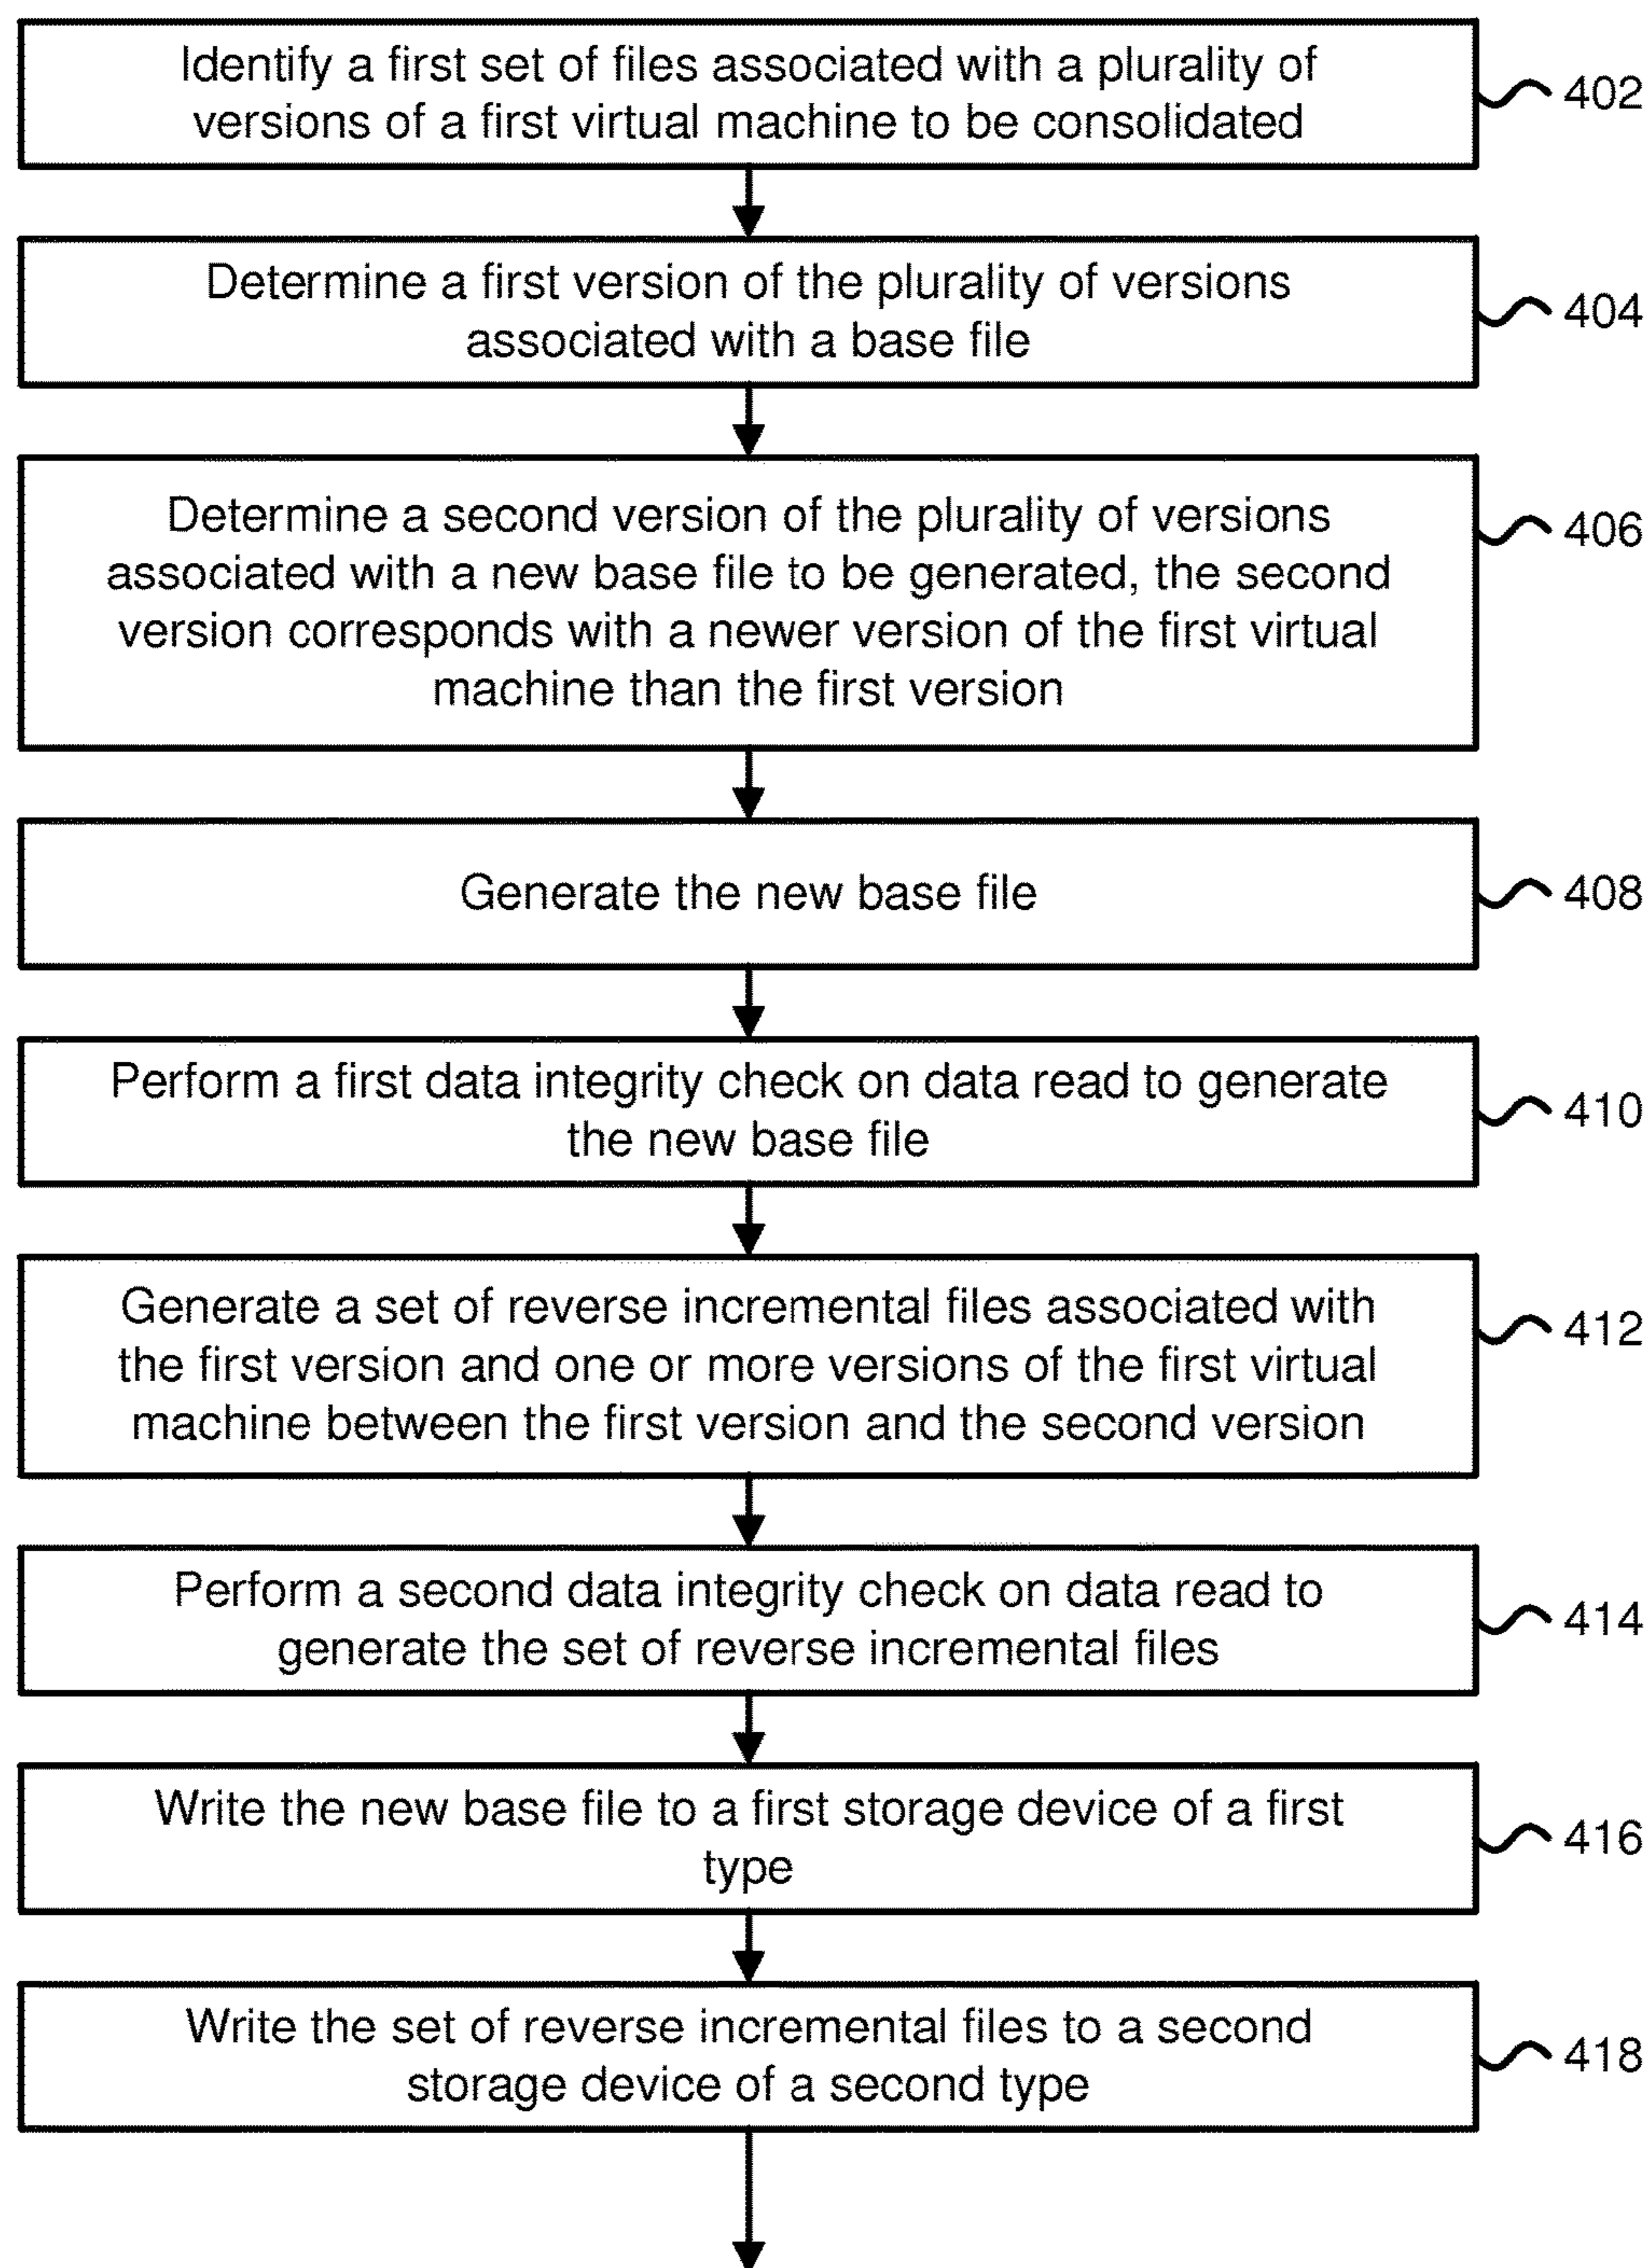 Identify a first set of files associated with a plurality of
versions of a first virtual machine to be consolidated
402
Determine a first version of the plurality of versions
associated with a base file
404
Determine a second version of the plurality of versions
associated with a new base file to be generated, the second
version corresponds with a newer version of the first virtual
machine than the first version
406
Generate the new base file
408
Perform a first data integrity check on data read to generate
the new base file
410
Generate a set of reverse incremental files associated with
the first version and one or more versions of the first virtual
machine between the first version and the second version
412
Perform a second data integrity check on data read to
generate the set of reverse incremental files
414
Write the new base file to a first storage device of a first
type
416
Write the set of reverse incremental files to a second
storage device of a second type
418